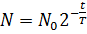 N = N₀2^(-t/T)